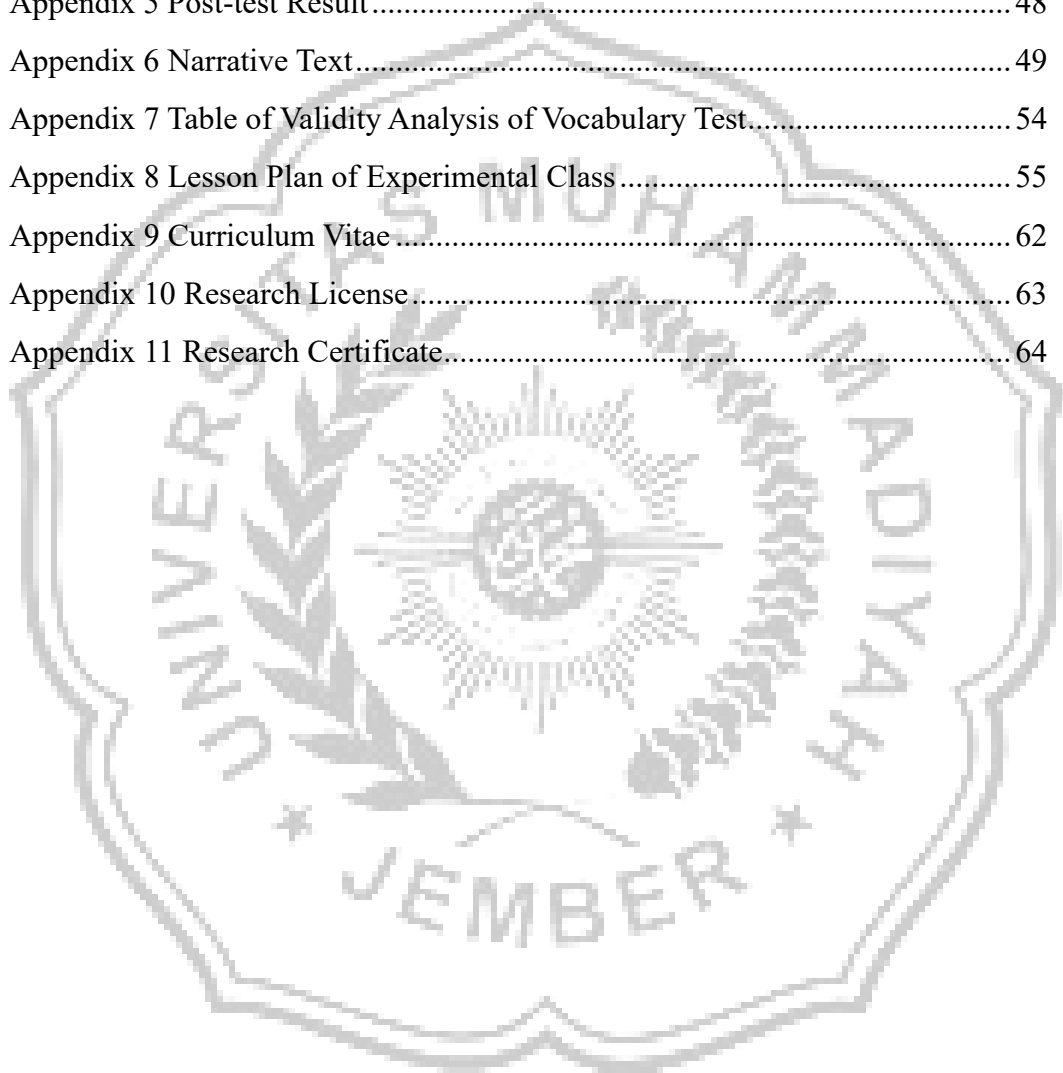 Appendix 5 Post-test Result 48
Appendix 6 Narrative Text 49
Appendix 7 Table of Validity Analysis of Vocabulary Test 54
Appendix 8 Lesson Plan of Experimental Class 55
Appendix 9 Curriculum Vitae 62
Appendix 10 Research License 63
Appendix 11 Research Certificate 64
UNIVERSITAS MUHAMMADIYAH
JEMBER